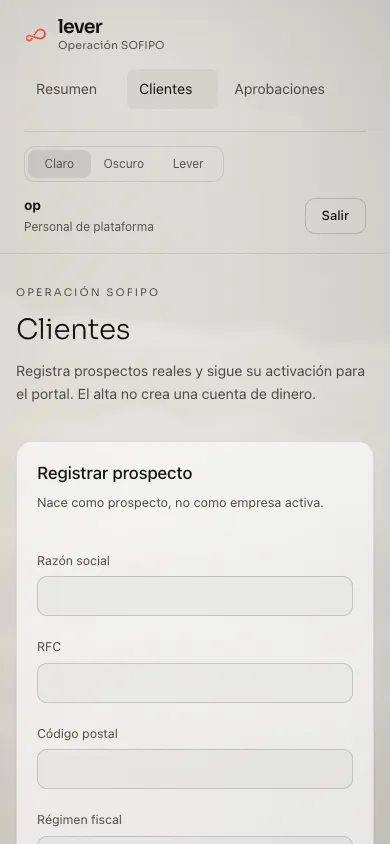 lever
Operación SOFIPO
Resumen Clientes Aprobaciones
Claro Oscuro Lever
op
Personal de plataforma
Salir
OPERACIÓN SOFIPO
Clientes
Registra prospectos reales y sigue su activación para
el portal. El alta no crea una cuenta de dinero.
Registrar prospecto
Nace como prospecto, no como empresa activa.
Razón social
RFC
Código postal
Régimen fiscal